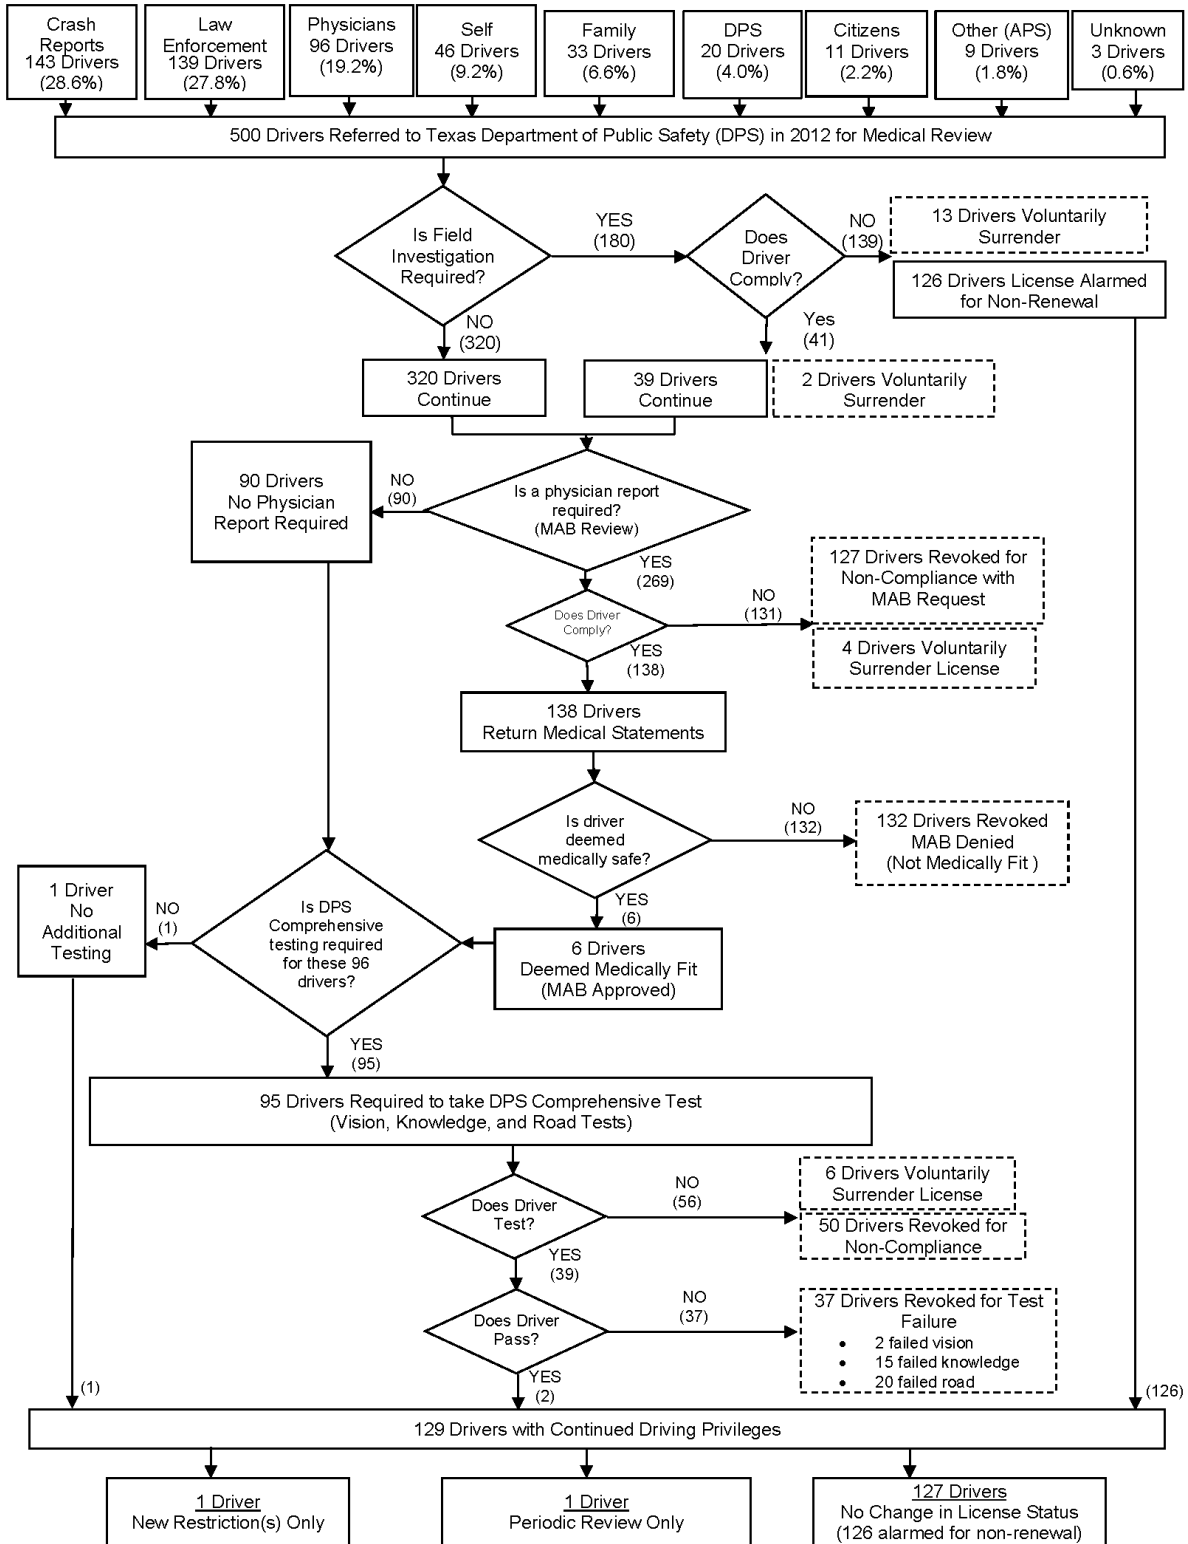 Crash
Reports
143 Drivers
(28.6%)
Law
Enforcement
139 Drivers
(27.8%)
Physicians
96 Drivers
(19.2%)
Self
46 Drivers
(9.2%)
Family
33 Drivers
(6.6%)
DPS
20 Drivers
(4.0%)
Citizens
11 Drivers
(2.2%)
Other (APS)
9 Drivers
(1.8%)
Unknown
3 Drivers
(0.6%)
500 Drivers Referred to Texas Department of Public Safety (DPS) in 2012 for Medical Review
Is Field
Investigation
Required?
YES
(180)
Does
Driver
Comply?
NO
(139)
13 Drivers Voluntarily
Surrender
126 Drivers License Alarmed
for Non-Renewal
NO
(320)
Yes
(41)
320 Drivers
Continue
39 Drivers
Continue
2 Drivers Voluntarily
Surrender
Is a physician report
required?
(MAB Review)
NO
(90)
90 Drivers
No Physician
Report Required
YES
(269)
Does Driver
Comply?
NO
(131)
127 Drivers Revoked for
Non-Compliance with
MAB Request
4 Drivers Voluntarily
Surrender License
YES
(138)
138 Drivers
Return Medical Statements
Is driver
deemed
medically safe?
NO
(132)
132 Drivers Revoked
MAB Denied
(Not Medically Fit )
YES
(6)
6 Drivers
Deemed Medically Fit
(MAB Approved)
Is DPS
Comprehensive
testing required
for these 96
drivers?
NO
(1)
1 Driver
No
Additional
Testing
YES
(95)
95 Drivers Required to take DPS Comprehensive Test
(Vision, Knowledge, and Road Tests)
Does Driver
Test?
NO
(56)
6 Drivers Voluntarily
Surrender License
50 Drivers Revoked for
Non-Compliance
YES
(39)
Does Driver
Pass?
NO
(37)
37 Drivers Revoked for Test
Failure
• 2 failed vision
• 15 failed knowledge
• 20 failed road
YES
(2)
(1)
(126)
129 Drivers with Continued Driving Privileges
1 Driver
New Restriction(s) Only
1 Driver
Periodic Review Only
127 Drivers
No Change in License Status
(126 alarmed for non-renewal)